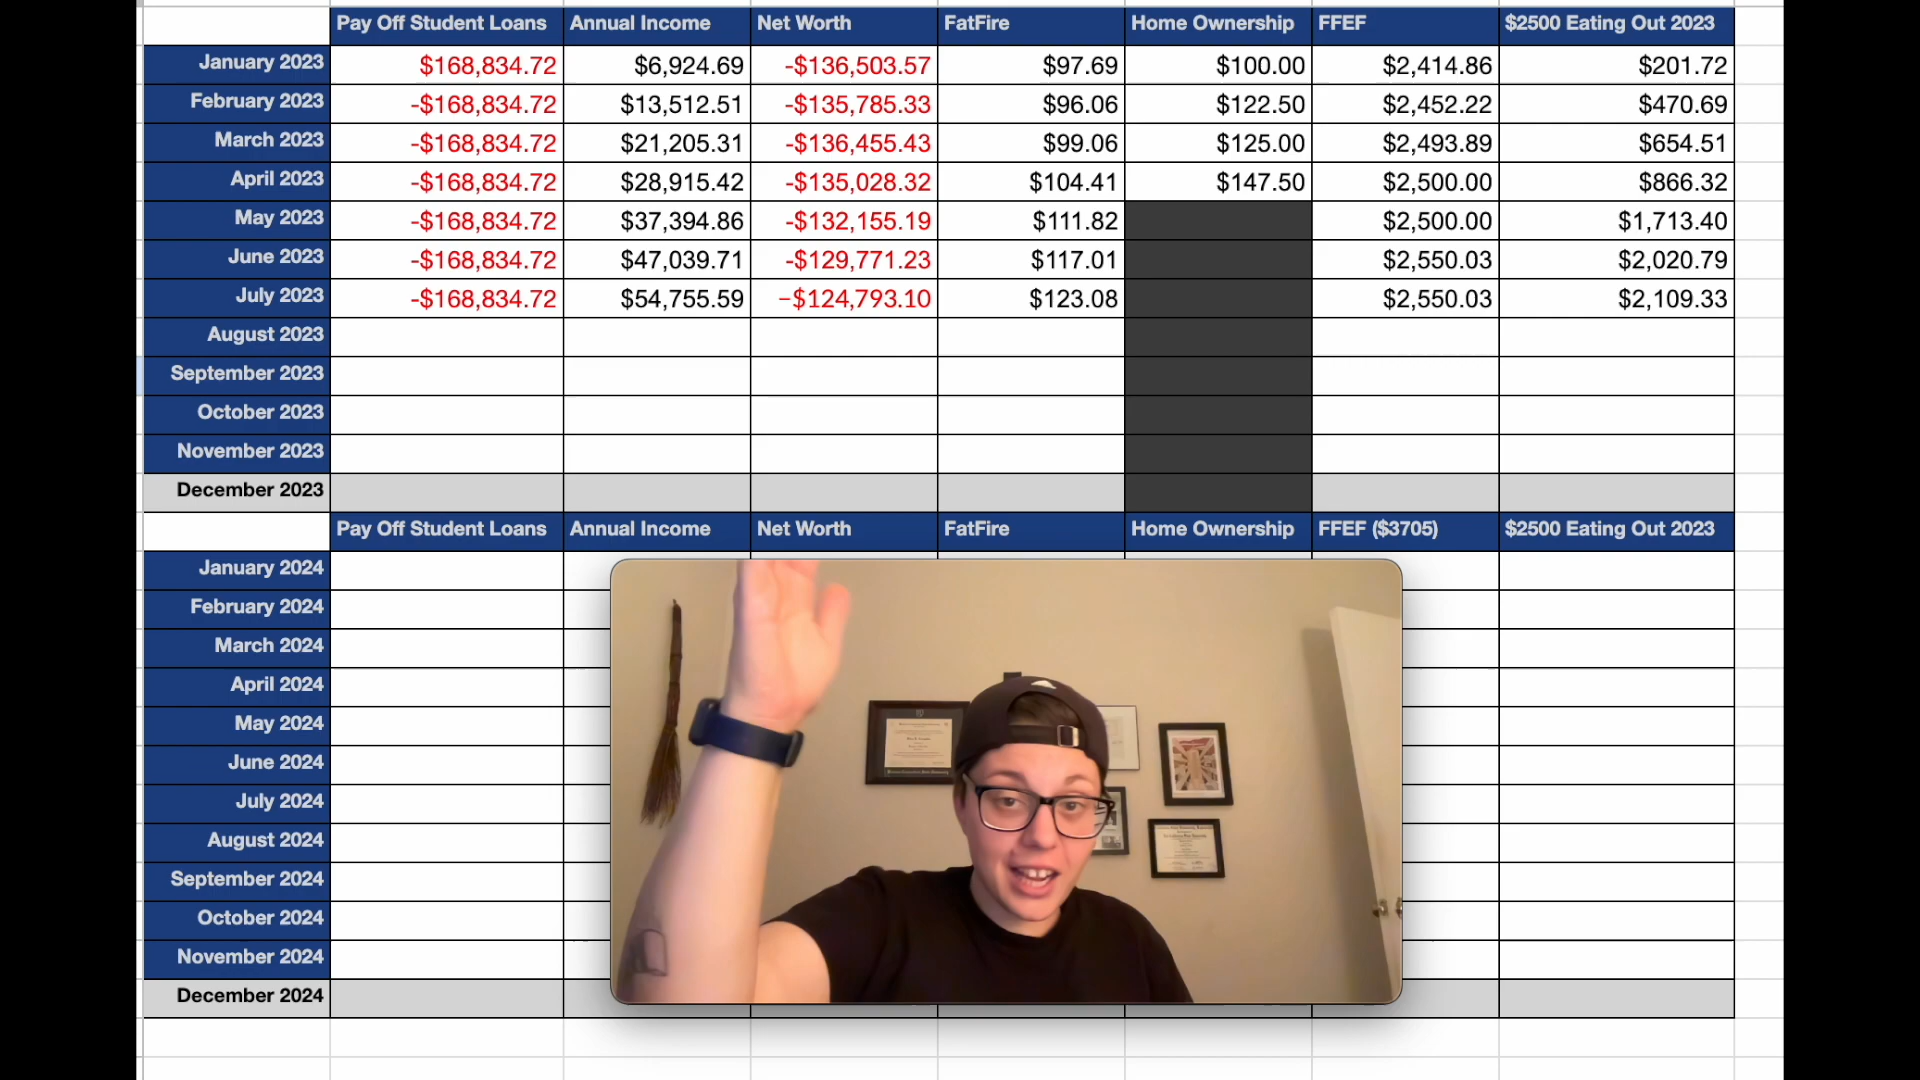 Pay Off Student Loans Annual Income Net Worth FatFire Home Ownership FFEF $2500 Eating Out 2023
January 2023 $168,834.72 $6,924.69 -$136,503.57 $97.69 $100.00 $2,414.86 $201.72
February 2023 -$168,834.72 $13,512.51 -$135,785.33 $96.06 $122.50 $2,452.22 $470.69
March 2023 -$168,834.72 $21,205.31 -$136,455.43 $99.06 $125.00 $2,493.89 $654.51
April 2023 -$168,834.72 $28,915.42 -$135,028.32 $104.41 $147.50 $2,500.00 $866.32
May 2023 -$168,834.72 $37,394.86 -$132,155.19 $111.82 $2,500.00 $1,713.40
June 2023 -$168,834.72 $47,039.71 -$129,771.23 $117.01 $2,550.03 $2,020.79
July 2023 -$168,834.72 $54,755.59 −$124,793.10 $123.08 $2,550.03 $2,109.33
August 2023
September 2023
October 2023
November 2023
December 2023
Pay Off Student Loans Annual Income Net Worth FatFire Home Ownership FFEF ($3705) $2500 Eating Out 2023
January 2024
February 2024
March 2024
April 2024
May 2024
June 2024
July 2024
August 2024
September 2024
October 2024
November 2024
December 2024